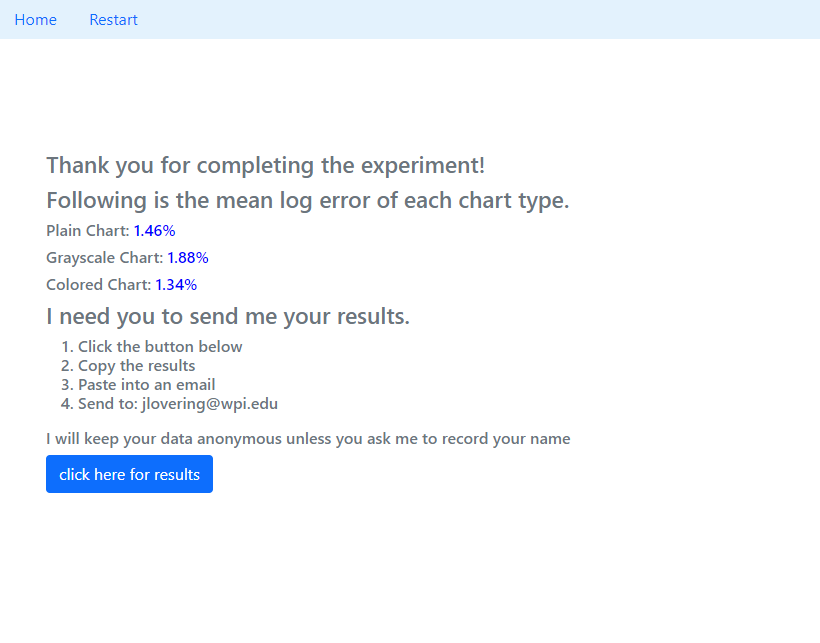 Home Restart
Thank you for completing the experiment!
Following is the mean log error of each chart type.
Plain Chart: 1.46%
Grayscale Chart: 1.88%
Colored Chart: 1.34%
I need you to send me your results.
1. Click the button below
2. Copy the results
3. Paste into an email
4. Send to: jlovering@wpi.edu
I will keep your data anonymous unless you ask me to record your name
click here for results